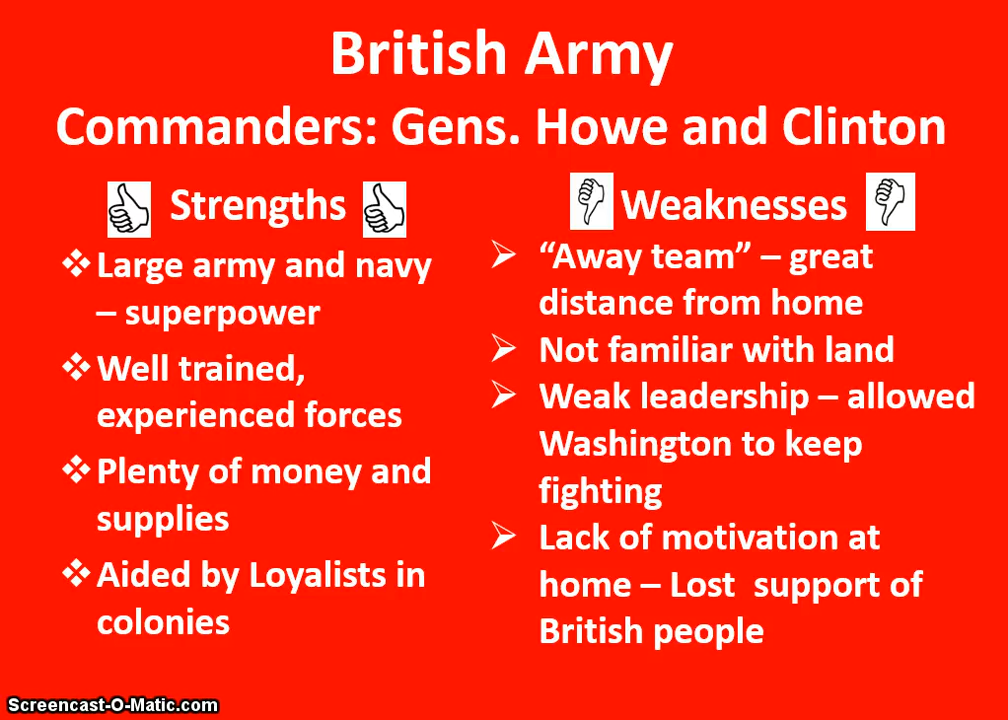 British Army
Commanders: Gens. Howe and Clinton
Strengths
❖Large army and navy
– superpower
❖Well trained,
experienced forces
❖Plenty of money and
supplies
❖Aided by Loyalists in
colonies
Weaknesses
➢ “Away team” – great
distance from home
➢ Not familiar with land
➢ Weak leadership – allowed
Washington to keep
fighting
➢ Lack of motivation at
home – Lost  support of
British people
Screencast-O-Matic.com